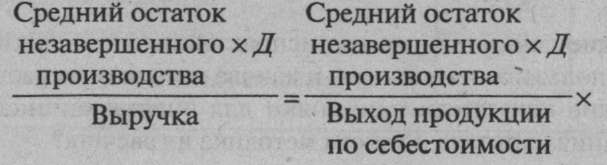 Средний остаток Средний остаток
незавершенного × Д незавершенного × Д
производства = производства ×
Выручка Выход продукции
по себестоимости